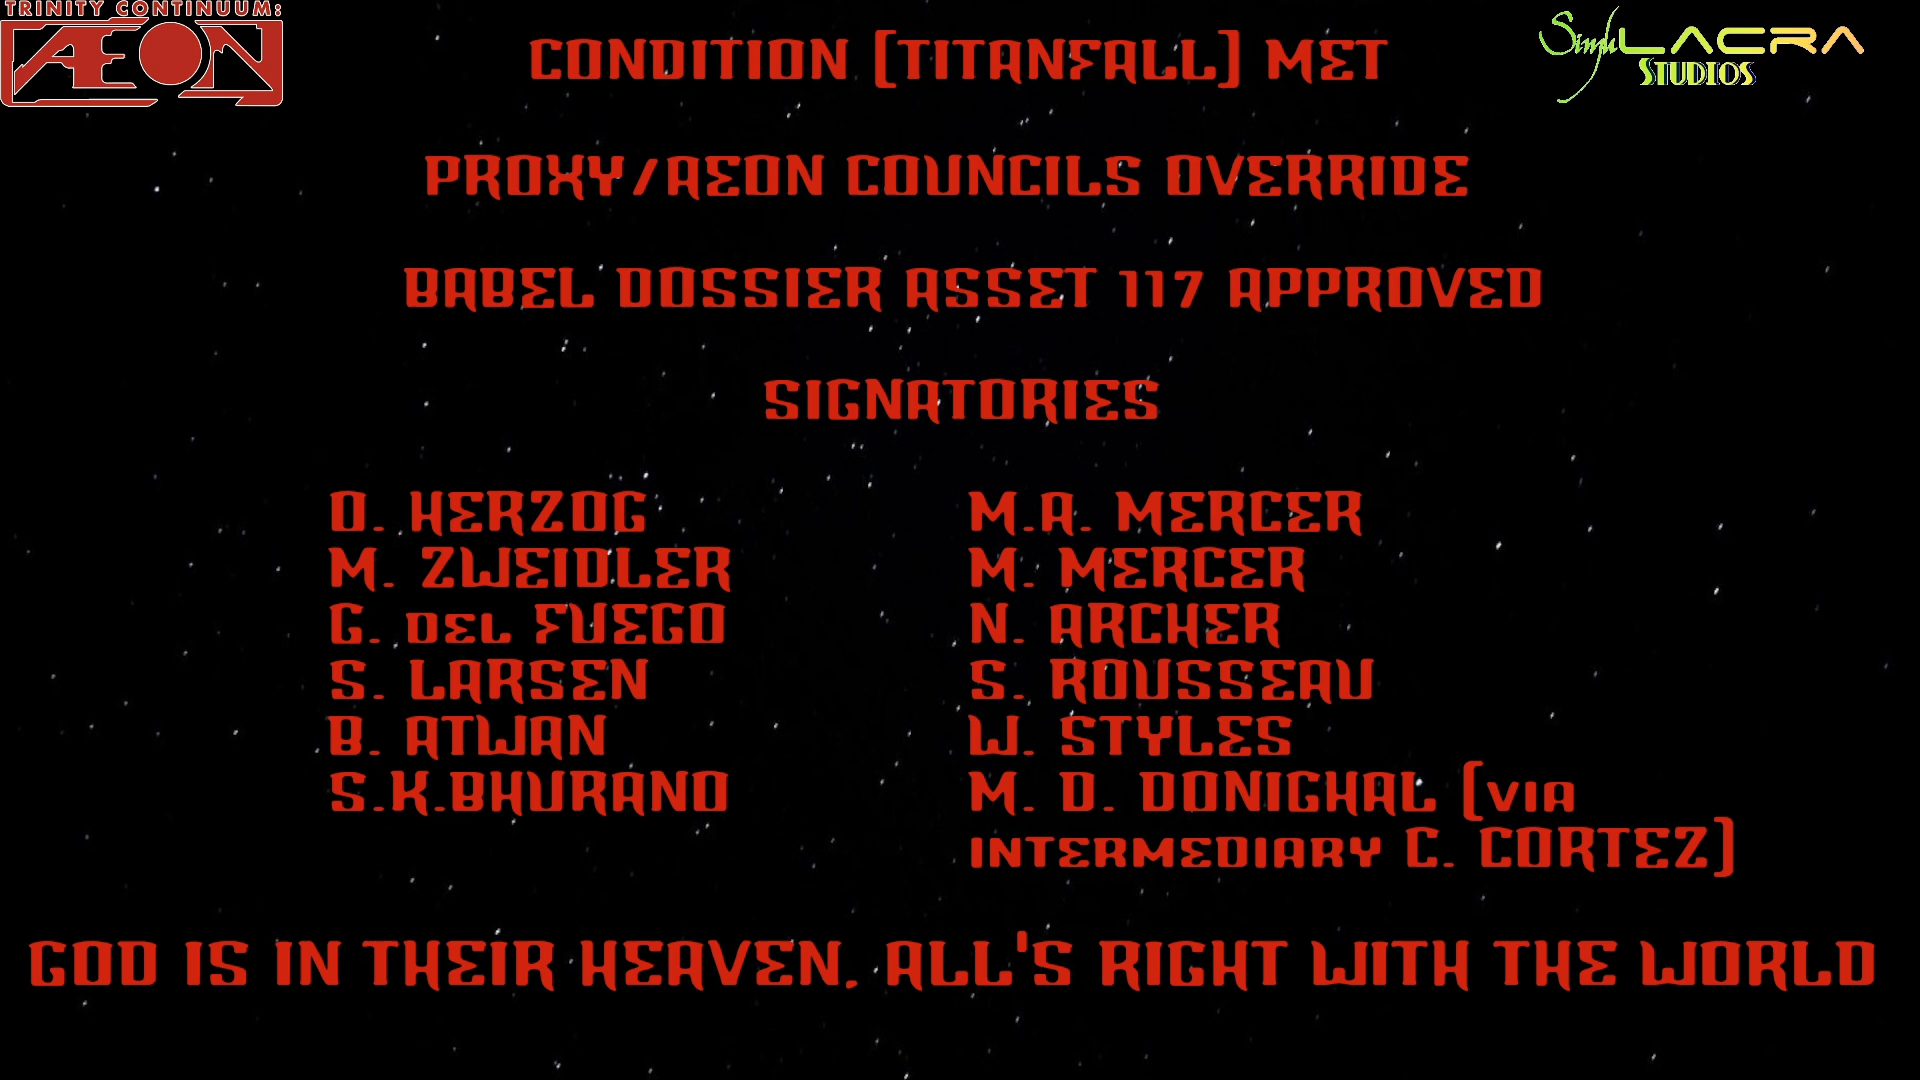 TRINITY CONTINUUM:
ÆON
SimuLACRA
STUDIOS
CONDITION [TITANFALL] MET
PROXY/AEON COUNCILS OVERRIDE
BABEL DOSSIER ASSET 117 APPROVED
SIGNATORIES
O. HERZOG
M. ZWEIDLER
G. DEL FUEGO
S. LARSEN
B. ATWAN
S.K.BHURANO
M.A. MERCER
M. MERCER
N. ARCHER
S. ROUSSEAU
W. STYLES
M. D. DONIGHAL [VIA
INTERMEDIARY C. CORTEZ]
GOD IS IN THEIR HEAVEN, ALL'S RIGHT WITH THE WORLD